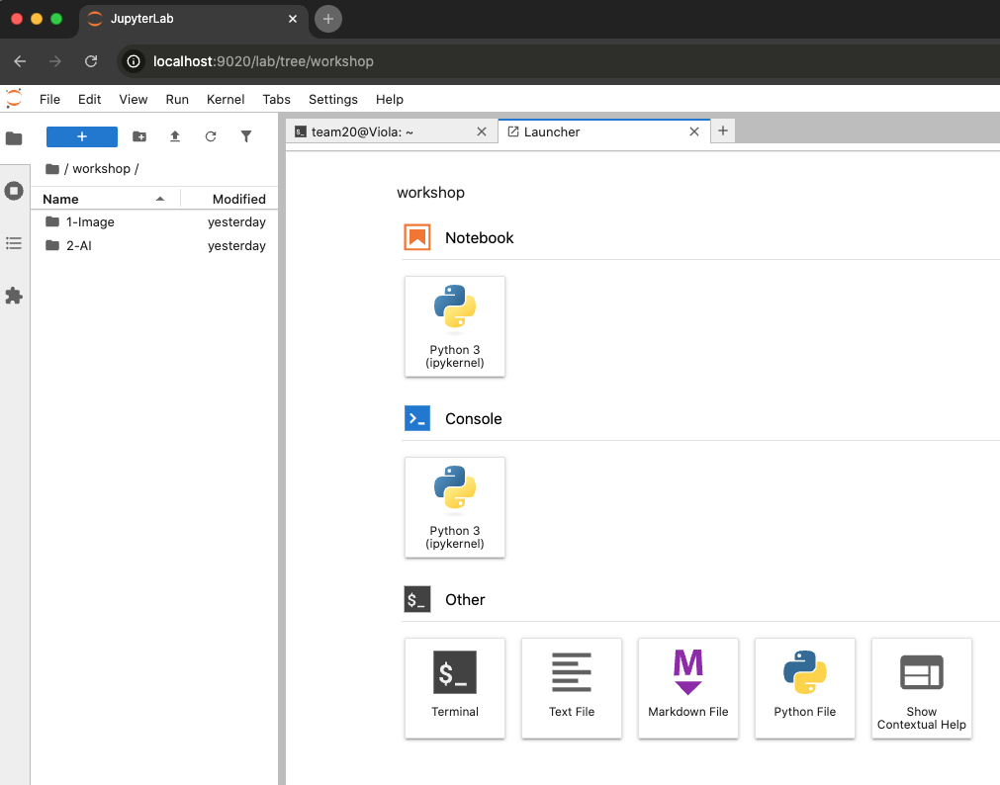 JupyterLab
localhost:9020/lab/tree/workshop
File Edit View Run Kernel Tabs Settings Help
team20@Viola: ~
Launcher
/ workshop /
Name Modified
1-Image yesterday
2-AI yesterday
workshop
Notebook
Python 3
(ipykernel)
Console
Python 3
(ipykernel)
Other
$_
Terminal
Text File
Markdown File
Python File
Show
Contextual Help